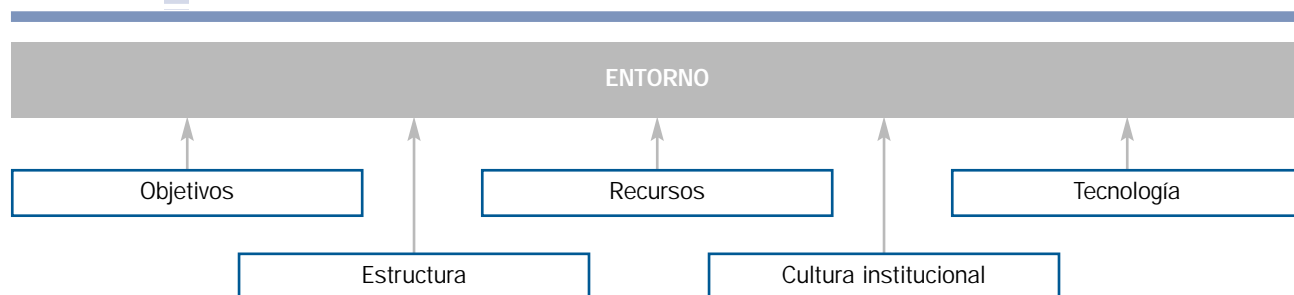 ENTORNO
Objetivos
Recursos
Tecnología
Estructura
Cultura institucional